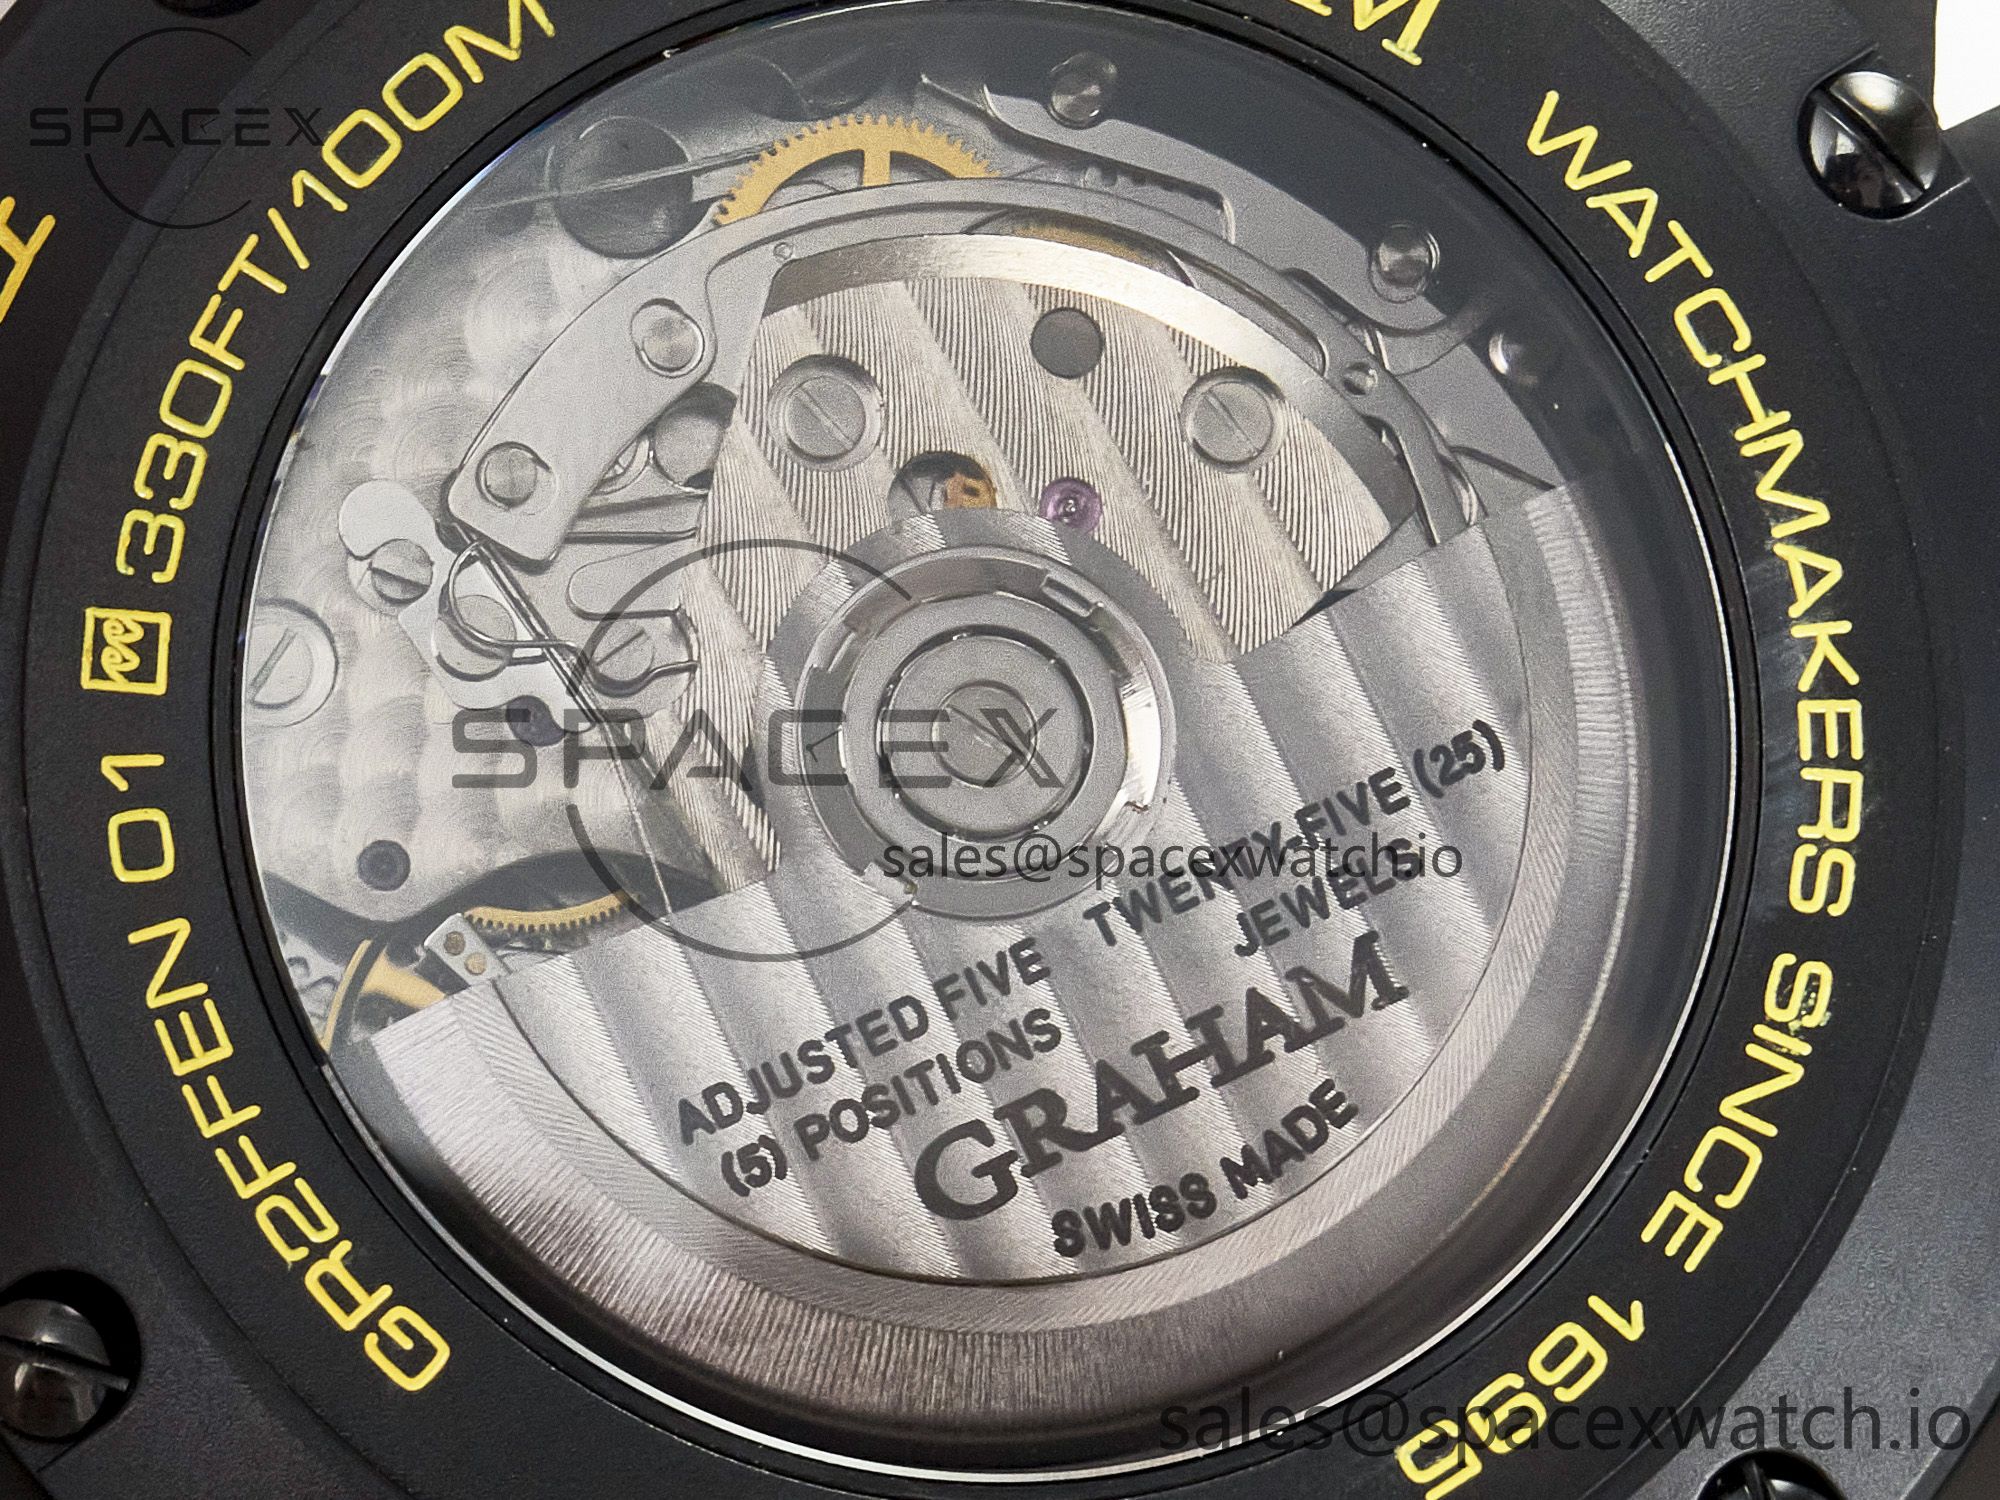 SPACEX
330FT/100M
GR2FFEN 01
WATCHMAKERS SINCE 1695
SPACEX
sales@spacexwatch.io
TWENTY-FIVE (25)
JEWELS
ADJUSTED FIVE
(5) POSITIONS
GRAHAM
SWISS MADE
sales@spacexwatch.io